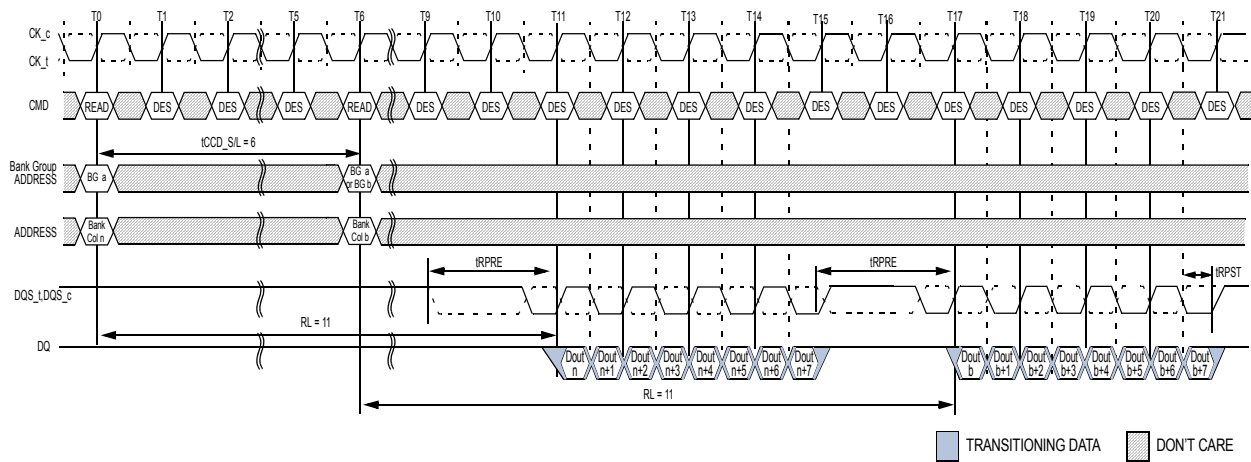 T0 T1 T2 T5 T6 T9 T10 T11 T12 T13 T14 T15 T16 T17 T18 T19 T20 T21
CK_c
CK_t
CMD READ DES DES DES READ DES DES DES DES DES DES DES DES DES DES DES DES DES
tCCD_S/L = 6
Bank Group
ADDRESS
BG a
BG a
or BG b
ADDRESS
Bank
Col n
Bank
Col b
tRPRE tRPRE tRPST
DQS_t,DQS_c
RL = 11
DQ
Dout Dout Dout Dout Dout Dout Dout Dout Dout Dout Dout Dout Dout Dout Dout
n n+1 n+2 n+3 n+4 n+5 n+6 n+7 b b+1 b+2 b+3 b+4 b+5 b+6 b+7
RL = 11
TRANSITIONING DATA DON'T CARE